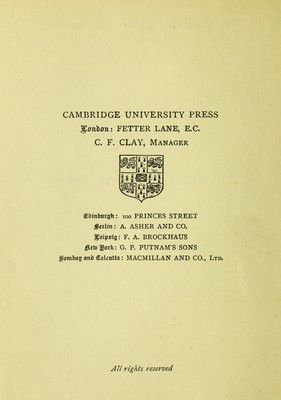 CAMBRIDGE UNIVERSITY PRESS
London: FETTER LANE, E.C.
C. F. CLAY, Manager
Edinburgh: 100 PRINCES STREET
Berlin: A. ASHER AND CO.
Leipzig: F. A. BROCKHAUS
New York: G. P. PUTNAM'S SONS
Bombay and Calcutta: MACMILLAN AND CO., Ltd.
All rights reserved